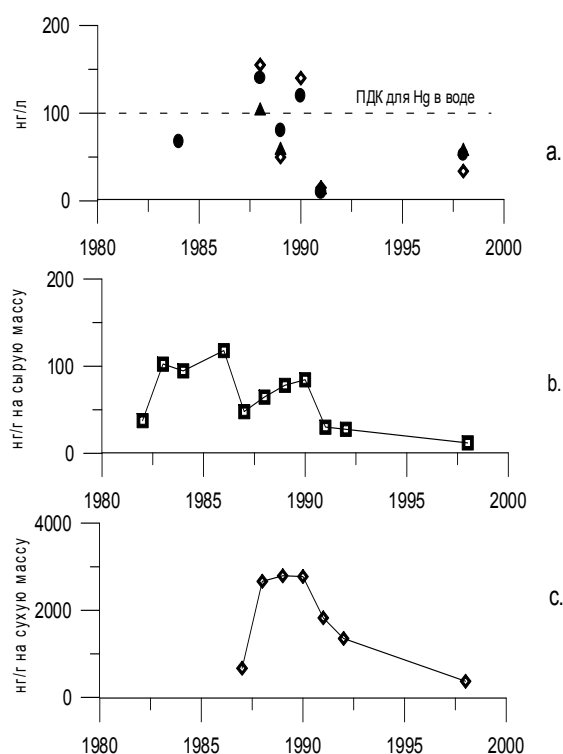 200
100
0
нг/л
ПДК для Hg в воде
a.
1980 1985 1990 1995 2000
200
100
0
нг/г на сырую массу
b.
1980 1985 1990 1995 2000
4000
2000
0
нг/г на сухую массу
c.
1980 1985 1990 1995 2000